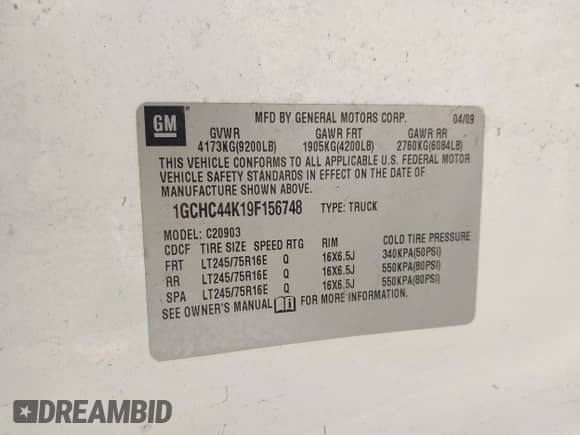 GM
MFD BY GENERAL MOTORS CORP. 04/09
GVWR GAWR FRT GAWR RR
4173KG(9200LB) 1905KG(4200LB) 2760KG(6084LB)
THIS VEHICLE CONFORMS TO ALL APPLICABLE U.S. FEDERAL MOTOR
VEHICLE SAFETY STANDARDS IN EFFECT ON THE DATE OF
MANUFACTURE SHOWN ABOVE.
1GCHC44K19F156748 TYPE: TRUCK
MODEL: C20903
CDCF TIRE SIZE SPEED RTG RIM COLD TIRE PRESSURE
FRT LT245/75R16E Q 16X6.5J 340KPA(50PSI)
RR LT245/75R16E Q 16X6.5J 550KPA(80PSI)
SPA LT245/75R16E Q 16X6.5J 550KPA(80PSI)
SEE OWNER'S MANUAL FOR MORE INFORMATION.
DREAMBID